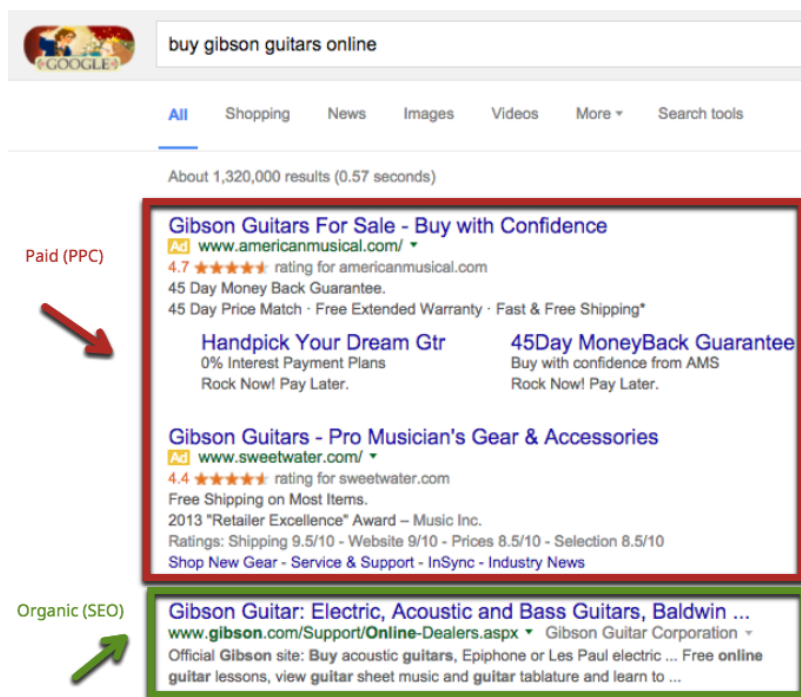 GOOGLE
buy gibson guitars online
All Shopping News Images Videos More ▾ Search tools
About 1,320,000 results (0.57 seconds)
Paid (PPC)
Gibson Guitars For Sale - Buy with Confidence
Ad www.americanmusical.com/ ▾
4.7 ★★★★★ rating for americanmusical.com
45 Day Money Back Guarantee.
45 Day Price Match · Free Extended Warranty · Fast & Free Shipping*
Handpick Your Dream Gtr 45Day MoneyBack Guarantee
0% Interest Payment Plans Buy with confidence from AMS
Rock Now! Pay Later. Rock Now! Pay Later.
Gibson Guitars - Pro Musician's Gear & Accessories
Ad www.sweetwater.com/ ▾
4.4 ★★★★★ rating for sweetwater.com
Free Shipping on Most Items.
2013 "Retailer Excellence" Award – Music Inc.
Ratings: Shipping 9.5/10 - Website 9/10 - Prices 8.5/10 - Selection 8.5/10
Shop New Gear - Service & Support - InSync - Industry News
Organic (SEO)
Gibson Guitar: Electric, Acoustic and Bass Guitars, Baldwin ...
www.gibson.com/Support/Online-Dealers.aspx ▾ Gibson Guitar Corporation ▾
Official Gibson site: Buy acoustic guitars, Epiphone or Les Paul electric ... Free online
guitar lessons, view guitar sheet music and guitar tablature and learn to ...